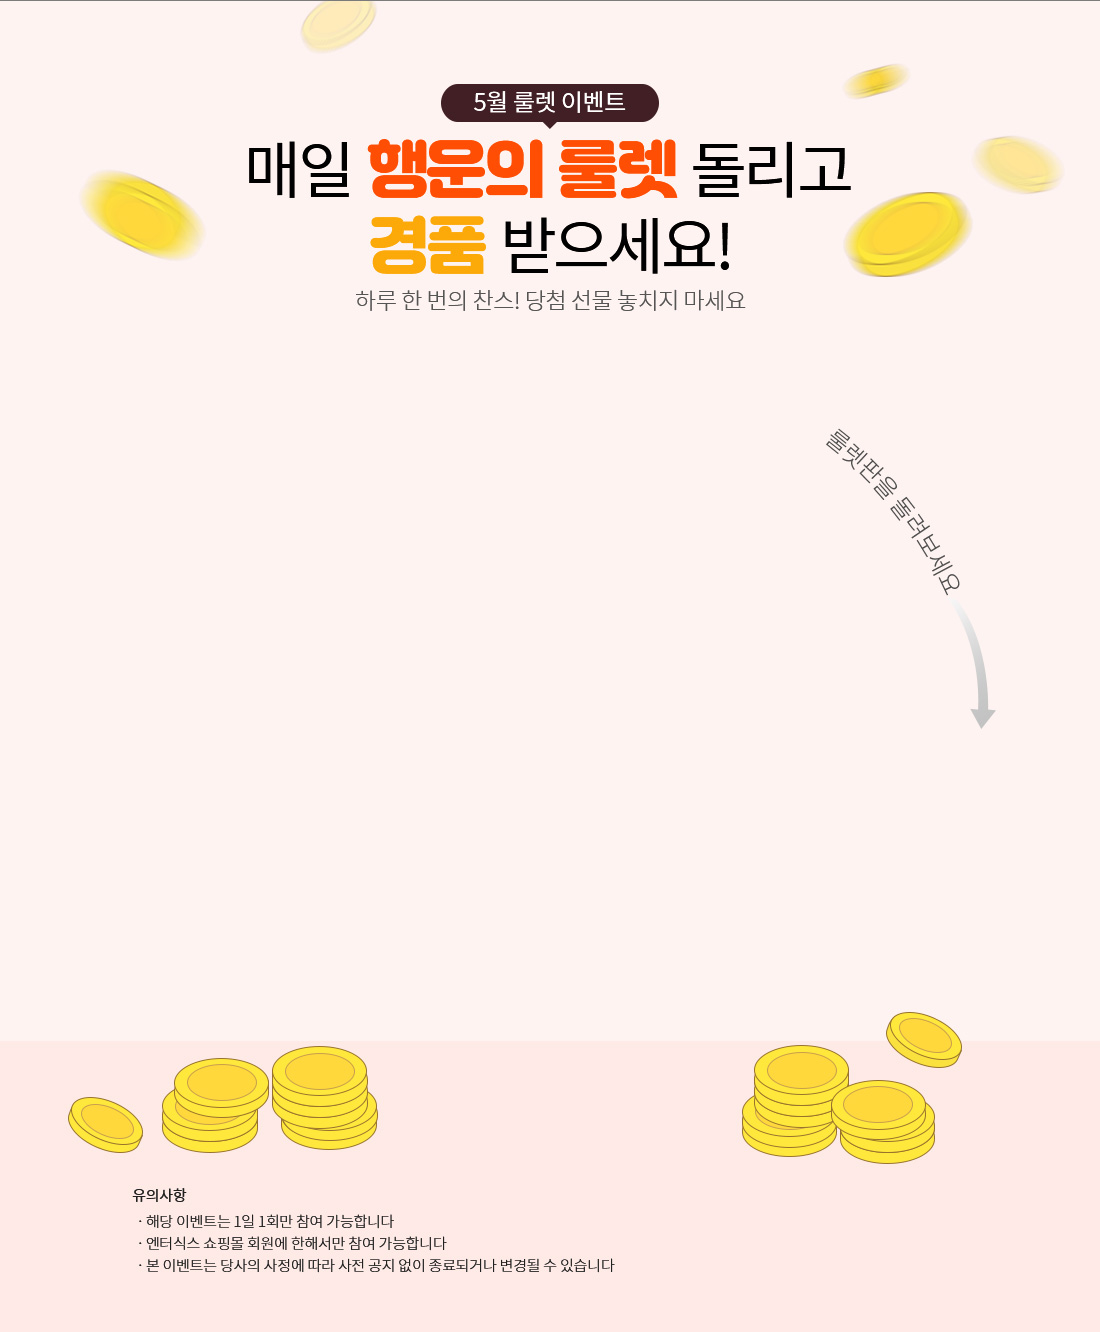 5월 룰렛 이벤트
매일 행운의 룰렛 돌리고
경품 받으세요!
하루 한 번의 찬스! 당첨 선물 놓치지 마세요
룰렛판을 돌려보세요
유의사항
· 해당 이벤트는 1일 1회만 참여 가능합니다
· 엔터식스 쇼핑몰 회원에 한해서만 참여 가능합니다
· 본 이벤트는 당사의 사정에 따라 사전 공지 없이 종료되거나 변경될 수 있습니다